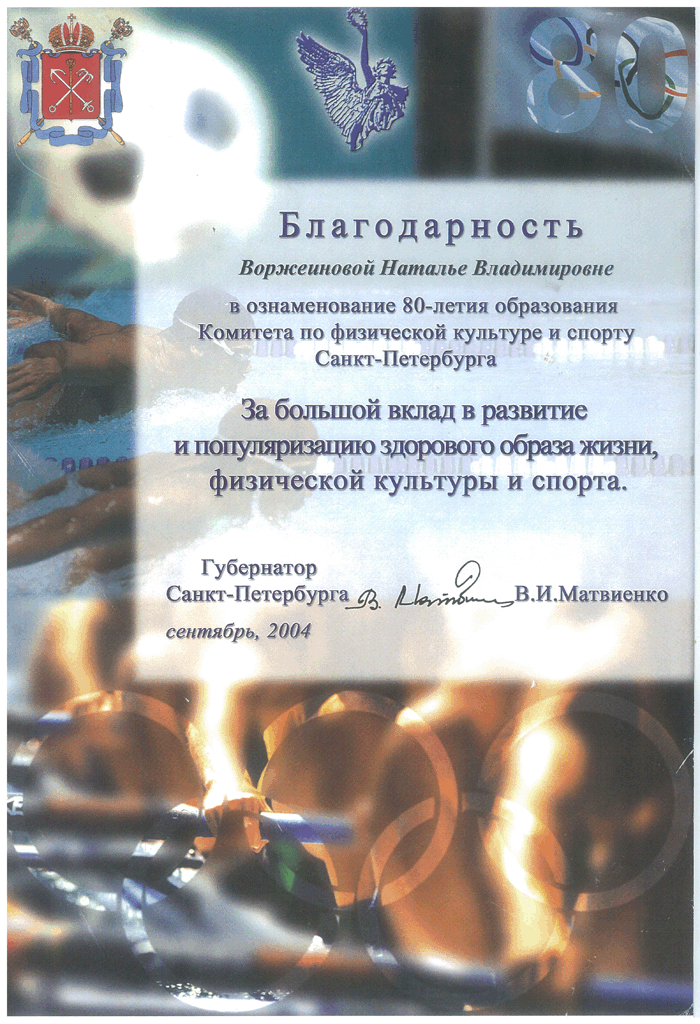 80
Благодарность
Воржеиновой Наталье Владимировне
в ознаменование 80-летия образования
Комитета по физической культуре и спорту
Санкт-Петербурга
За большой вклад в развитие
и популяризацию здорового образа жизни,
физической культуры и спорта.
Губернатор
Санкт-Петербурга В.И.Матвиенко
сентябрь, 2004